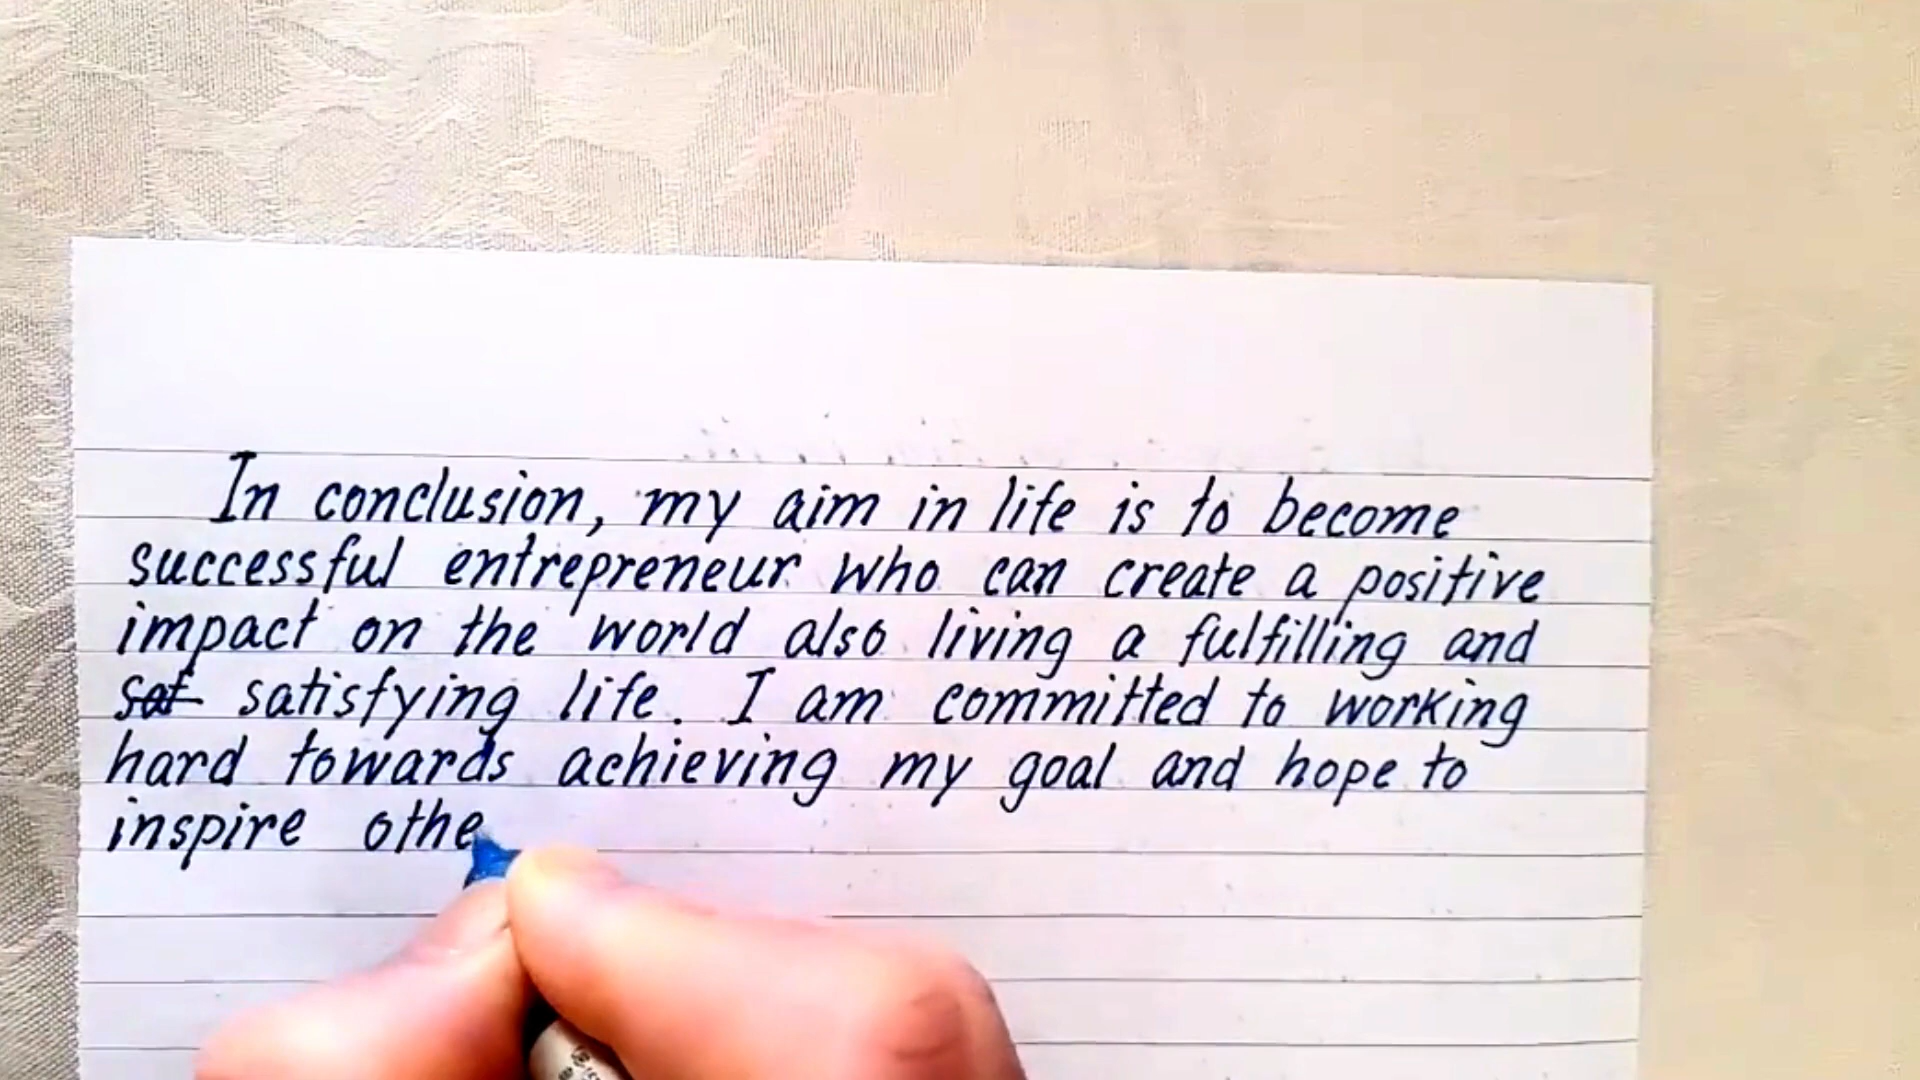 In conclusion, my aim in life is to become
successful entrepreneur who can create a positive
impact on the world also living a fulfilling and
sat satisfying life. I am committed to working
hard towards achieving my goal and hope to
inspire othe